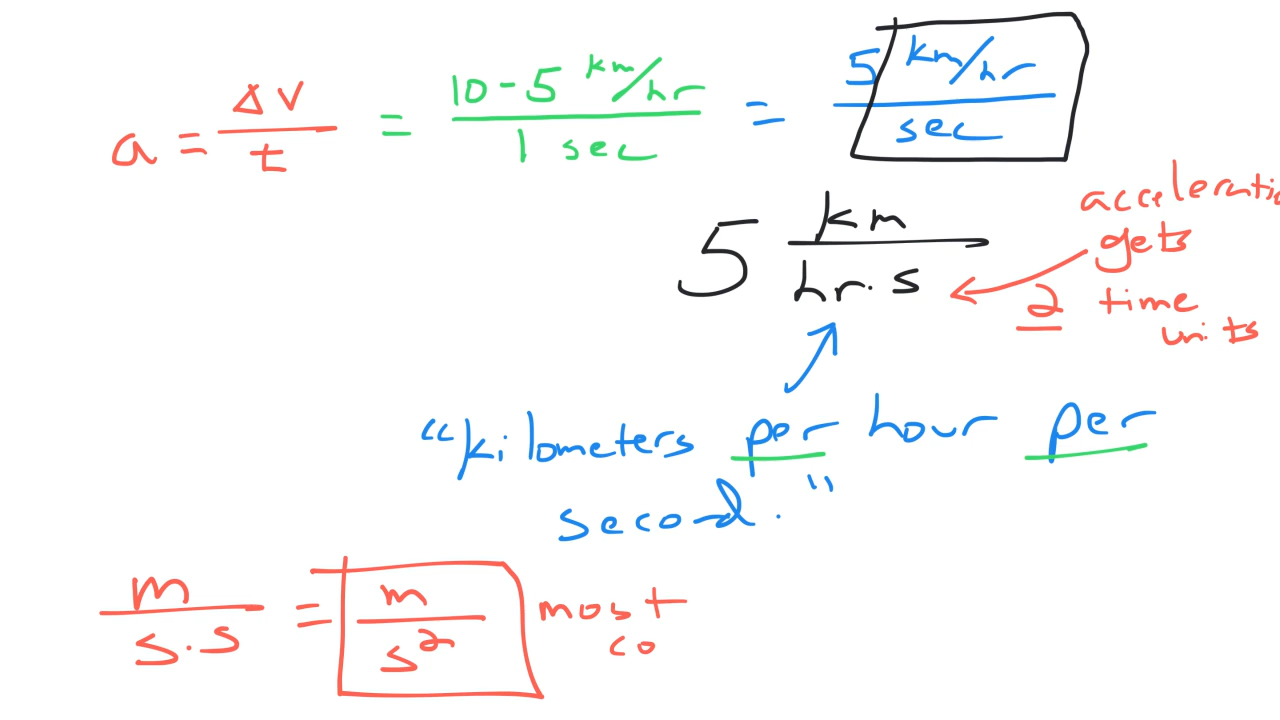 a = Δv/t = (10 - 5 km/hr)/(1 sec) = (5 km/hr)/sec
5 km/(hr·s)
acceleratio
gets
2 time
units
"kilometers per hour per
second."
m/(s·s) = m/s² most
co